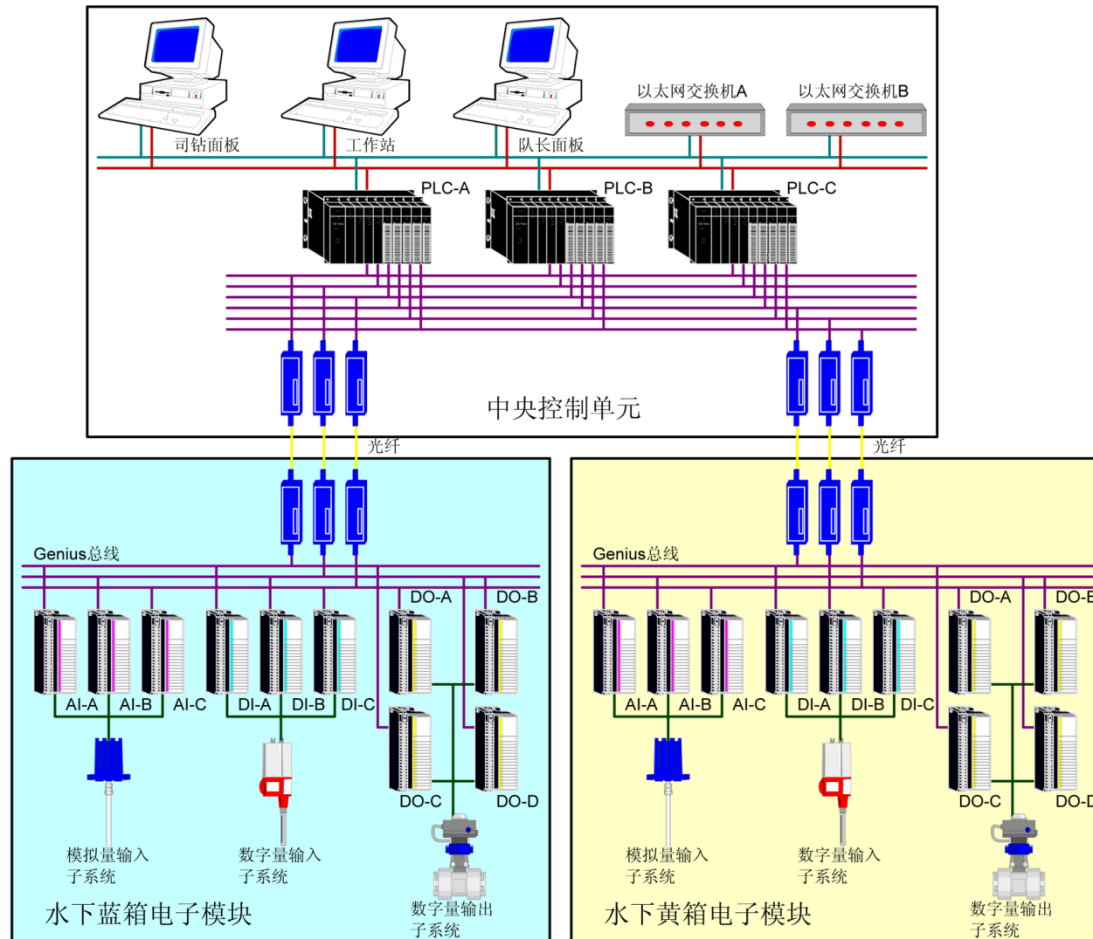 以太网交换机A
以太网交换机B
司钻面板
工作站
队长面板
PLC-A
PLC-B
PLC-C
中央控制单元
光纤
光纤
Genius总线
DO-A
DO-B
AI-A
AI-B
AI-C
DI-A
DI-B
DI-C
DO-C
DO-D
模拟量输入
子系统
数字量输入
子系统
数字量输出
子系统
水下蓝箱电子模块
Genius总线
DO-A
DO-B
AI-A
AI-B
AI-C
DI-A
DI-B
DI-C
DO-C
DO-D
模拟量输入
子系统
数字量输入
子系统
数字量输出
子系统
水下黄箱电子模块